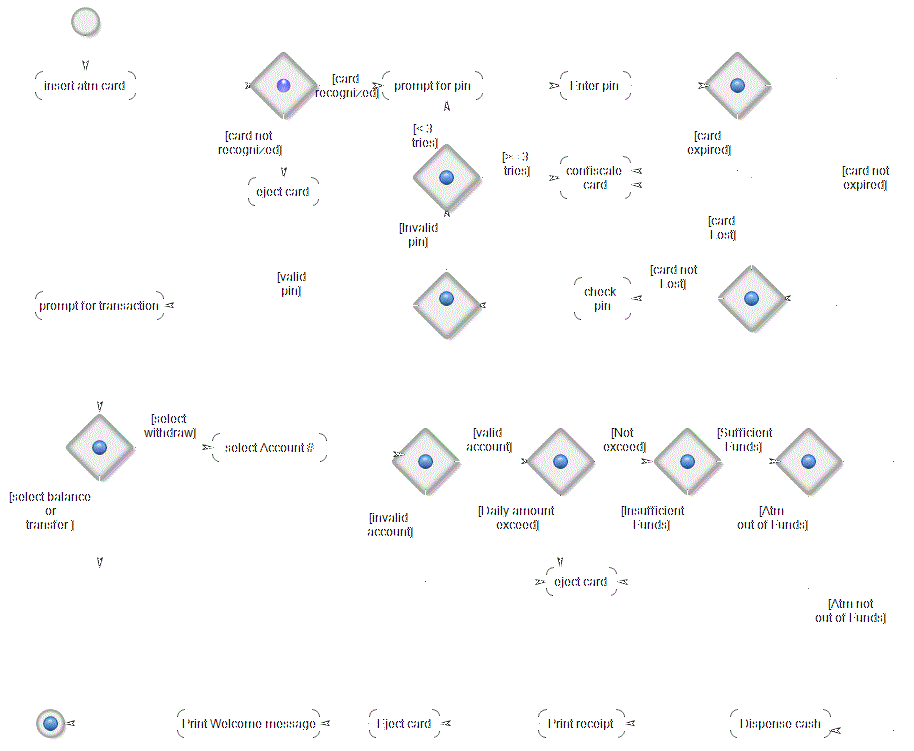 insert atm card
[card
recognized]
prompt for pin
Enter pin
[card not
recognized]
[< 3
tries]
[card
expired]
eject card
[> =3
tries]
confiscale
card
[card not
expired]
[Invalid
pin]
[card
Lost]
[valid
pin]
[card not
Lost]
prompt for transaction
check
pin
[select
withdraw]
select Account #
[valid
account]
[Not
exceed]
[Sufficient
Funds]
[select balance
or
transfer ]
[invalid
account]
[Daily amount
exceed]
[Insufficient
Funds]
[Atm
out of Funds]
eject card
[Atm not
out of Funds]
Print Welcome message
Eject card
Print receipt
Dispense cash